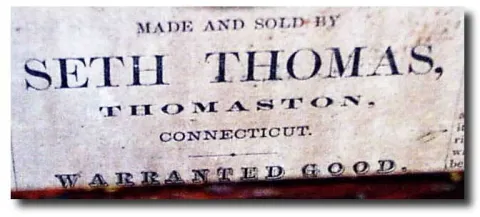 MADE AND SOLD BY
SETH THOMAS,
THOMASTON,
CONNECTICUT.
WARRANTED GOOD.